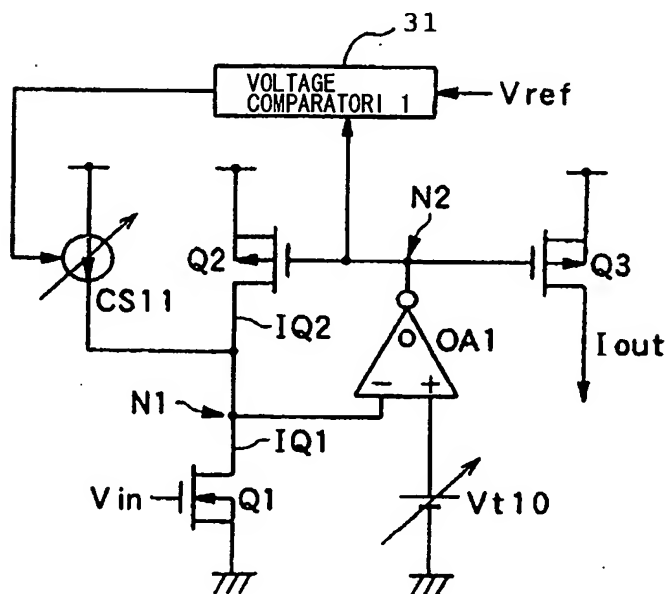 31
VOLTAGE
COMPARATORI 1
Vref
N2
Q2
Q3
CS11
IQ2
OA1
Iout
N1
- +
IQ1
Vin
Q1
Vt10